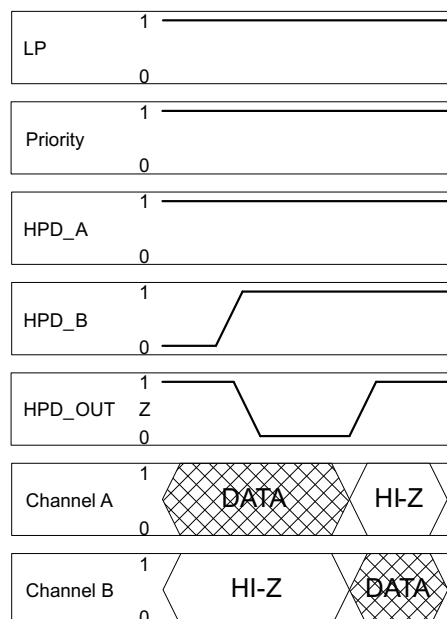 1
LP
0
1
Priority
0
1
HPD_A
0
1
HPD_B
0
1
HPD_OUT Z
0
1
Channel A DATA HI-Z
0
1
Channel B HI-Z DATA
0